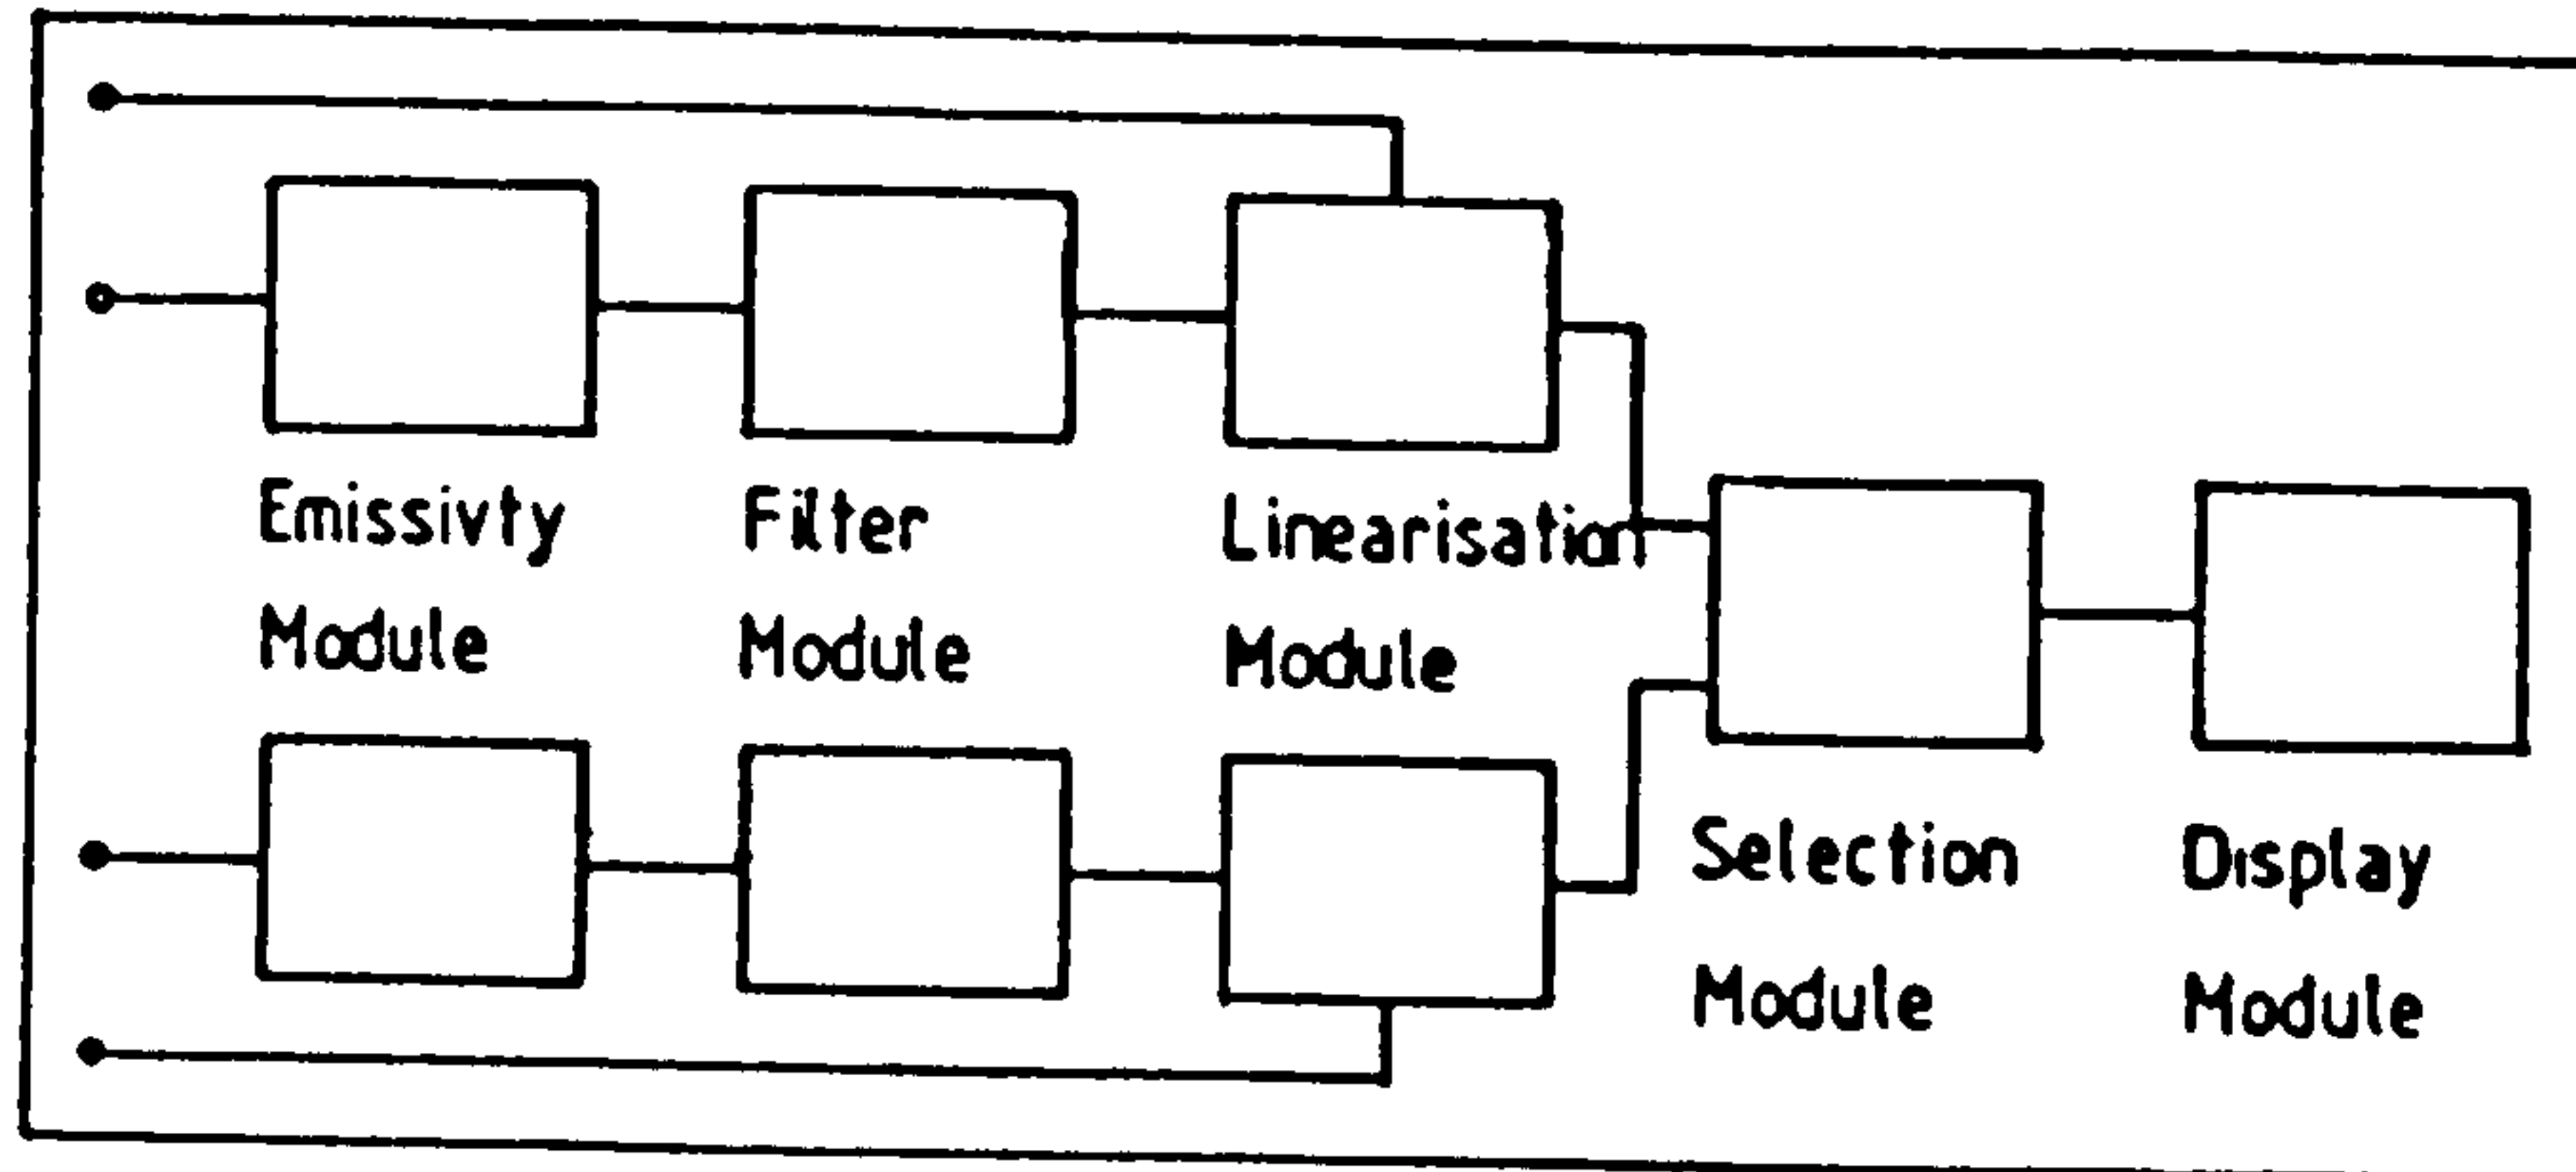 Emissivty
Module
Filter
Module
Linearisation
Module
Selection
Module
Display
Module